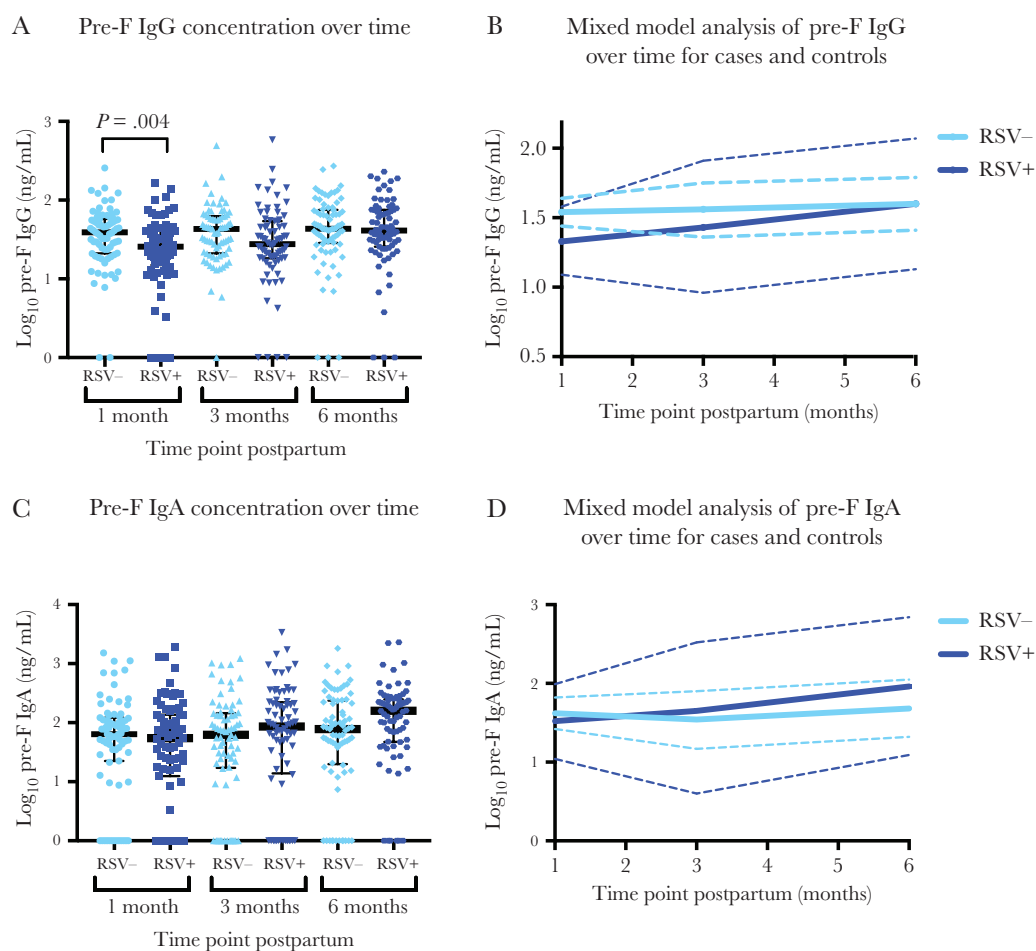 A Pre-F IgG concentration over time
P = .004
Log₁₀ pre-F IgG (ng/mL)
3
2
1
0
RSV– RSV+ RSV– RSV+ RSV– RSV+
1 month 3 months 6 months
Time point postpartum
B Mixed model analysis of pre-F IgG
over time for cases and controls
RSV–
RSV+
Log₁₀ pre-F IgG (ng/mL)
2.0
1.5
1.0
0.5
1 2 3 4 5 6
Time point postpartum (months)
C Pre-F IgA concentration over time
Log₁₀ pre-F IgA (ng/mL)
4
3
2
1
0
RSV– RSV+ RSV– RSV+ RSV– RSV+
1 month 3 months 6 months
Time point postpartum
D Mixed model analysis of pre-F IgA
over time for cases and controls
RSV–
RSV+
Log₁₀ pre-F IgA (ng/mL)
3
2
1
0
1 2 3 4 5 6
Time point postpartum (months)